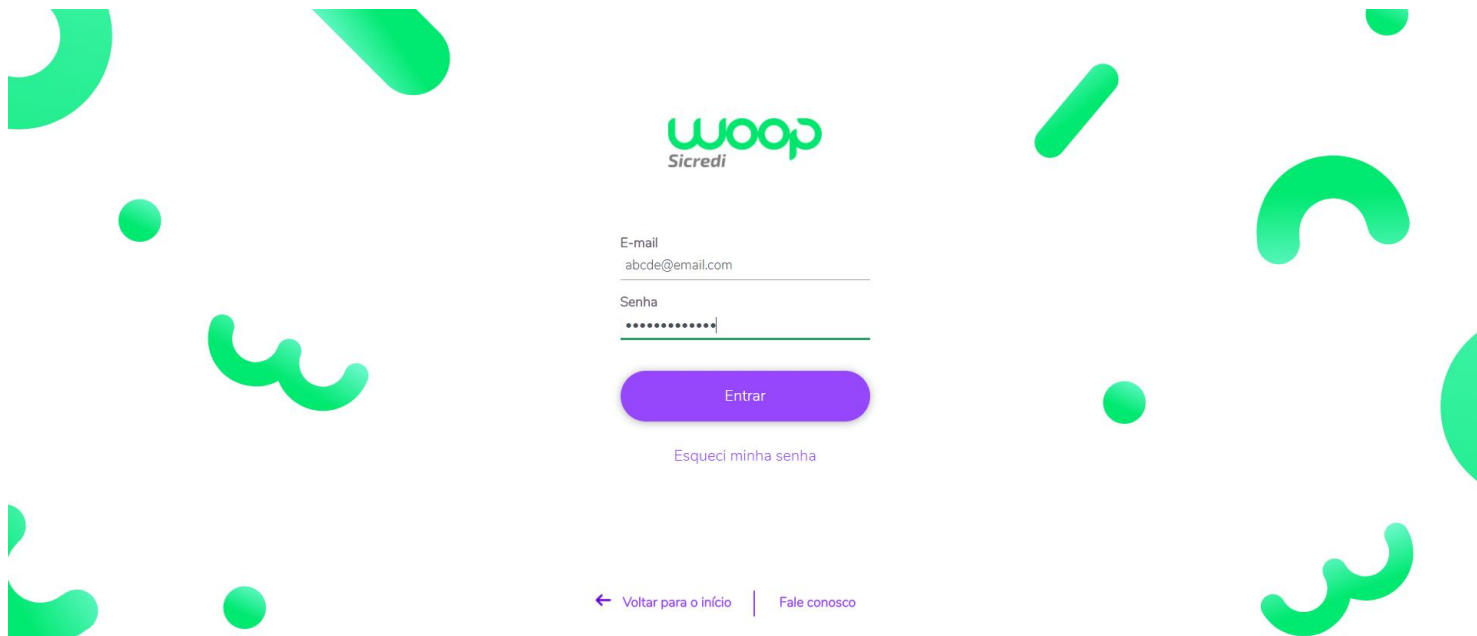 woop
Sicredi
E-mail
abcde@email.com
Senha
•••••••••••••
Entrar
Esqueci minha senha
← Voltar para o início | Fale conosco